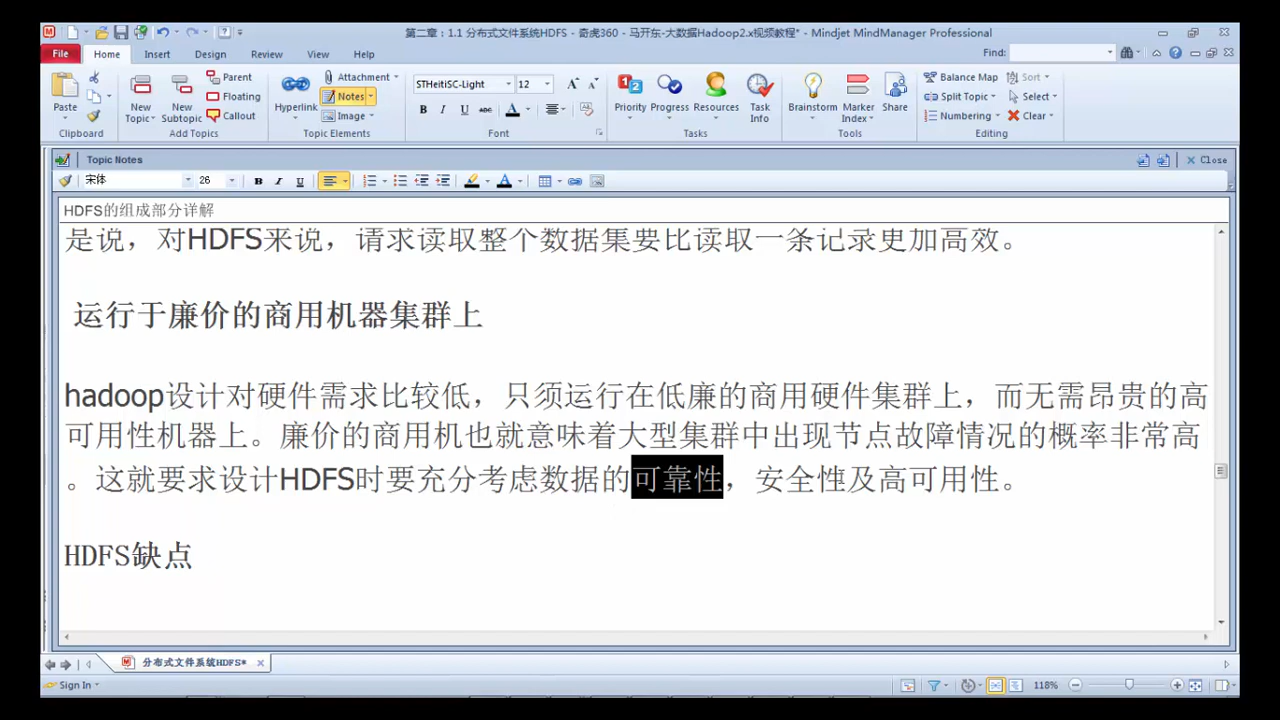 第二章：1.1 分布式文件系统HDFS - 奇虎360 - 马开东-大数据Hadoop2.x视频教程* - Mindjet MindManager Professional
File Home Insert Design Review View Help Find:
Paste
Clipboard
New Topic
New Subtopic
Parent
Floating
Callout
Add Topics
Hyperlink
Attachment
Notes
Image
Topic Elements
STHeitiSC-Light 12
B I U abc A
Font
Priority Progress Resources Task Info
Tasks
Brainstorm Marker Index Share
Tools
Balance Map Sort
Split Topic Select
Numbering Clear
Editing
Topic Notes Close
宋体 26 B I U A
HDFS的组成部分详解
是说，对HDFS来说，请求读取整个数据集要比读取一条记录更加高效。
运行于廉价的商用机器集群上
hadoop设计对硬件需求比较低，只须运行在低廉的商用硬件集群上，而无需昂贵的高
可用性机器上。廉价的商用机也就意味着大型集群中出现节点故障情况的概率非常高
。这就要求设计HDFS时要充分考虑数据的可靠性，安全性及高可用性。
HDFS缺点
分布式文件系统HDFS*
Sign In 118%